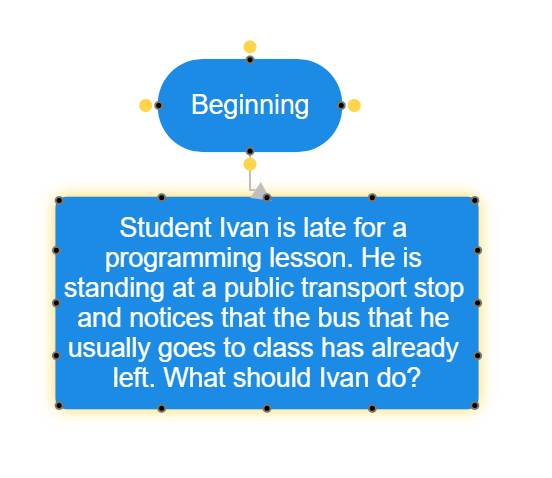 Beginning
Student Ivan is late for a
programming lesson. He is
standing at a public transport stop
and notices that the bus that he
usually goes to class has already
left. What should Ivan do?